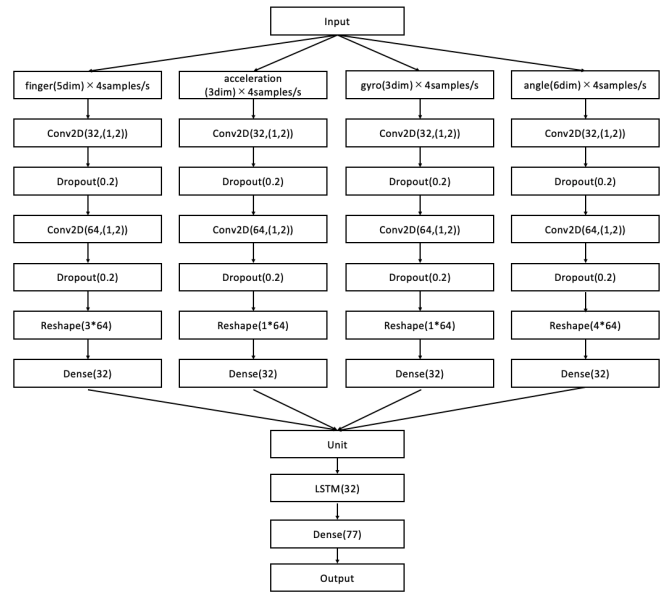 Input
finger(5dim)×4samples/s
acceleration
(3dim)×4samples/s
gyro(3dim)×4samples/s
angle(6dim)×4samples/s
Conv2D(32,(1,2))
Conv2D(32,(1,2))
Conv2D(32,(1,2))
Conv2D(32,(1,2))
Dropout(0.2)
Dropout(0.2)
Dropout(0.2)
Dropout(0.2)
Conv2D(64,(1,2))
Conv2D(64,(1,2))
Conv2D(64,(1,2))
Conv2D(64,(1,2))
Dropout(0.2)
Dropout(0.2)
Dropout(0.2)
Dropout(0.2)
Reshape(3*64)
Reshape(1*64)
Reshape(1*64)
Reshape(4*64)
Dense(32)
Dense(32)
Dense(32)
Dense(32)
Unit
LSTM(32)
Dense(77)
Output